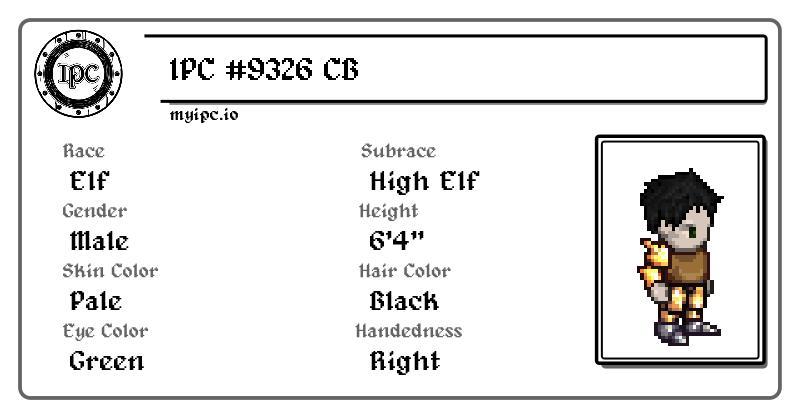 IPC
IPC #9326 CB
myipc.io
Race
Elf
Subrace
High Elf
Gender
Male
Height
6'4"
Skin Color
Pale
Hair Color
Black
Eye Color
Green
Handedness
Right